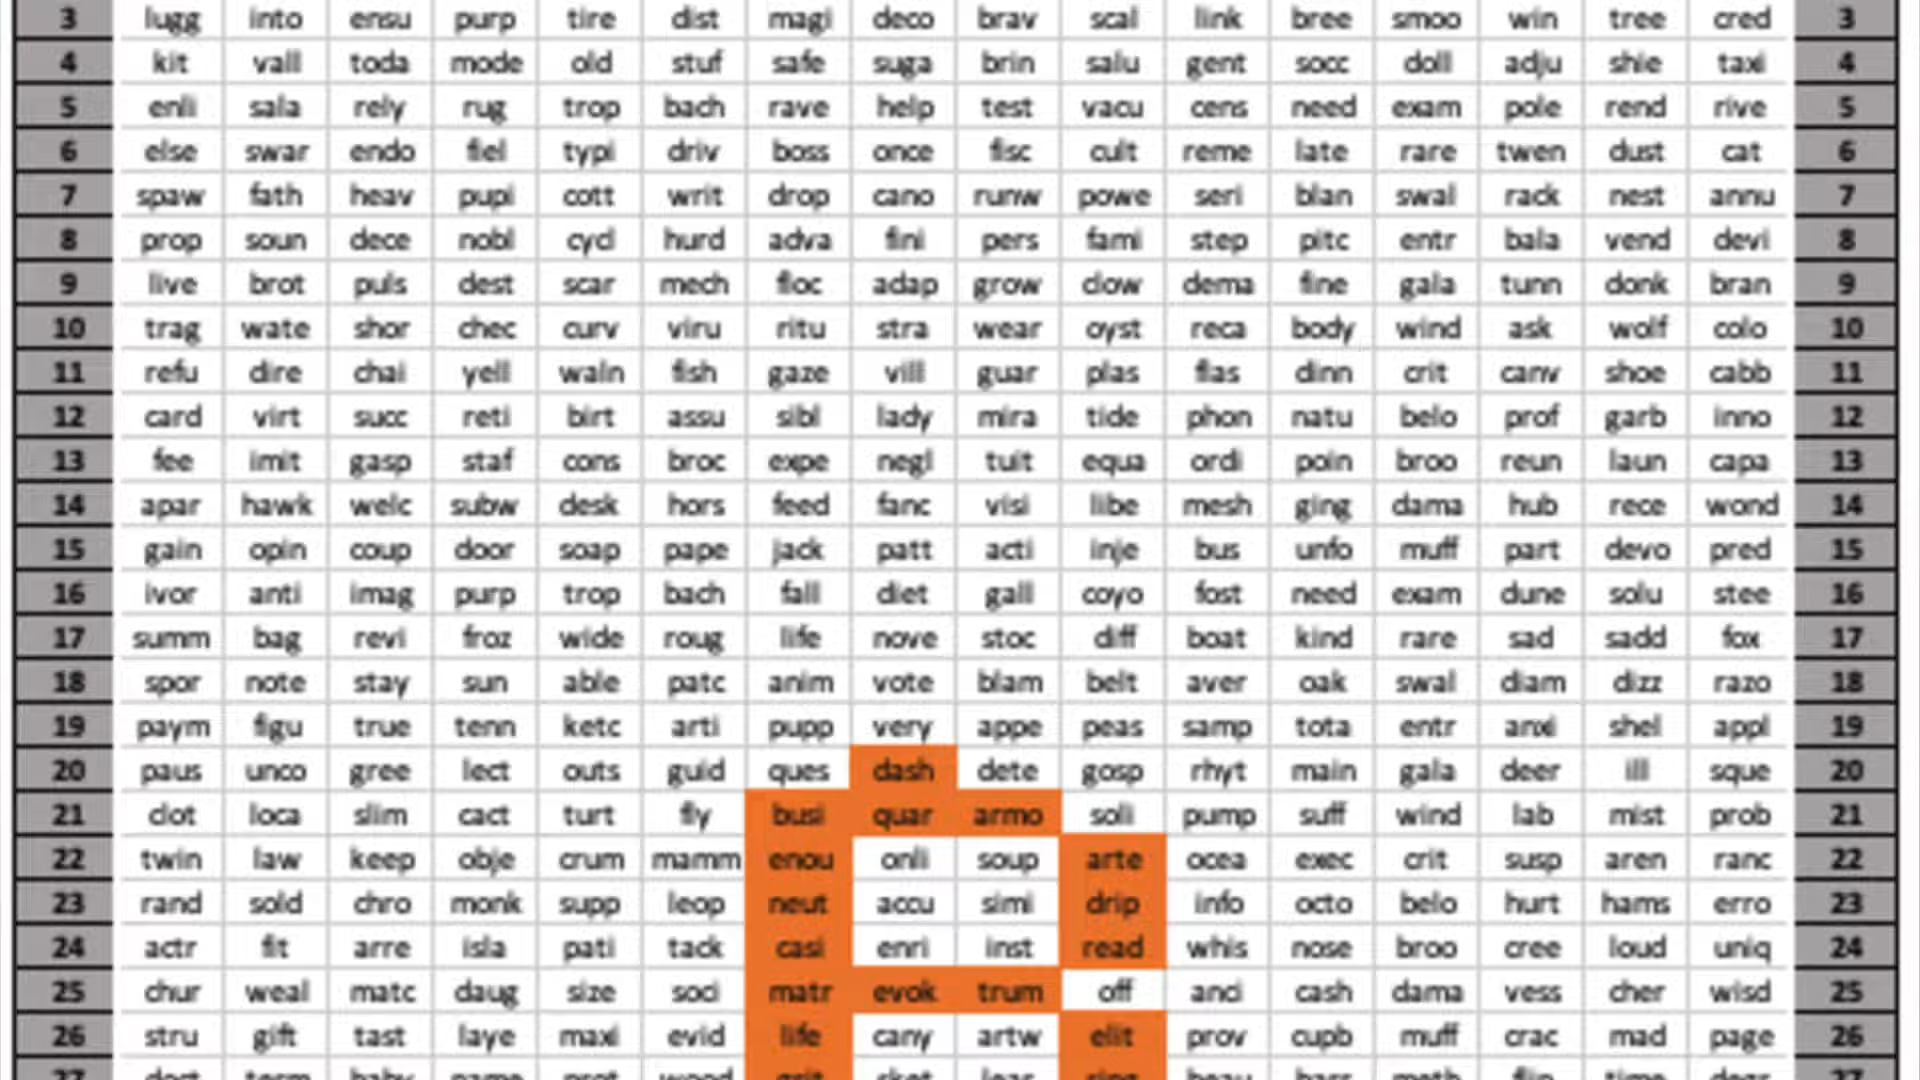 3 lugg into ensu purp tire dist magi deco brav scal link bree smoo win tree cred 3
4 kit vall toda mode old stuf safe suga brin salu gent socc doll adju shie taxi 4
5 enli sala rely rug trop bach rave help test vacu cens need exam pole rend rive 5
6 else swar endo fiel typi driv boss once fisc cult reme late rare twen dust cat 6
7 spaw fath heav pupi cott writ drop cano runw powe seri blan swal rack nest annu 7
8 prop soun dece nobl cycl hurd adva fini pers fami step pitc entr bala vend devi 8
9 live brot puls dest scar mech floc adap grow clow dema fine gala tunn donk bran 9
10 trag wate shor chec curv viru ritu stra wear oyst reca body wind ask wolf colo 10
11 refu dire chai yell waln fish gaze vill guar plas flas dinn crit canv shoe cabb 11
12 card virt succ reti birt assu sibl lady mira tide phon natu belo prof garb inno 12
13 fee imit gasp staf cons broc expe negl tuit equa ordi poin broo reun laun capa 13
14 apar hawk welc subw desk hors feed fanc visi libe mesh ging dama hub rece wond 14
15 gain opin coup door soap pape jack patt acti inje bus unfo muff part devo pred 15
16 ivor anti imag purp trop bach fall diet gall coyo fost need exam dune solu stee 16
17 summ bag revi froz wide roug life nove stoc diff boat kind rare sad sadd fox 17
18 spor note stay sun able patc anim vote blam belt aver oak swal diam dizz razo 18
19 paym figu true tenn ketc arti pupp very appe peas samp tota entr anxi shel appl 19
20 paus unco gree lect outs guid ques dash dete gosp rhyt main gala deer ill sque 20
21 clot loca slim cact turt fly busi quar armo soli pump suff wind lab mist prob 21
22 twin law keep obje crum mamm enou onli soup arte ocea exec crit susp aren ranc 22
23 rand sold chro monk supp leop neut accu simi drip info octo belo hurt hams erro 23
24 actr fit arre isla pati tack casi enri inst read whis nose broo cree loud uniq 24
25 chur weal matc daug size soci matr evok trum off anci cash dama vess cher wisd 25
26 stru gift tast laye maxi evid life cany artw elit prov cupb muff crac mad page 26